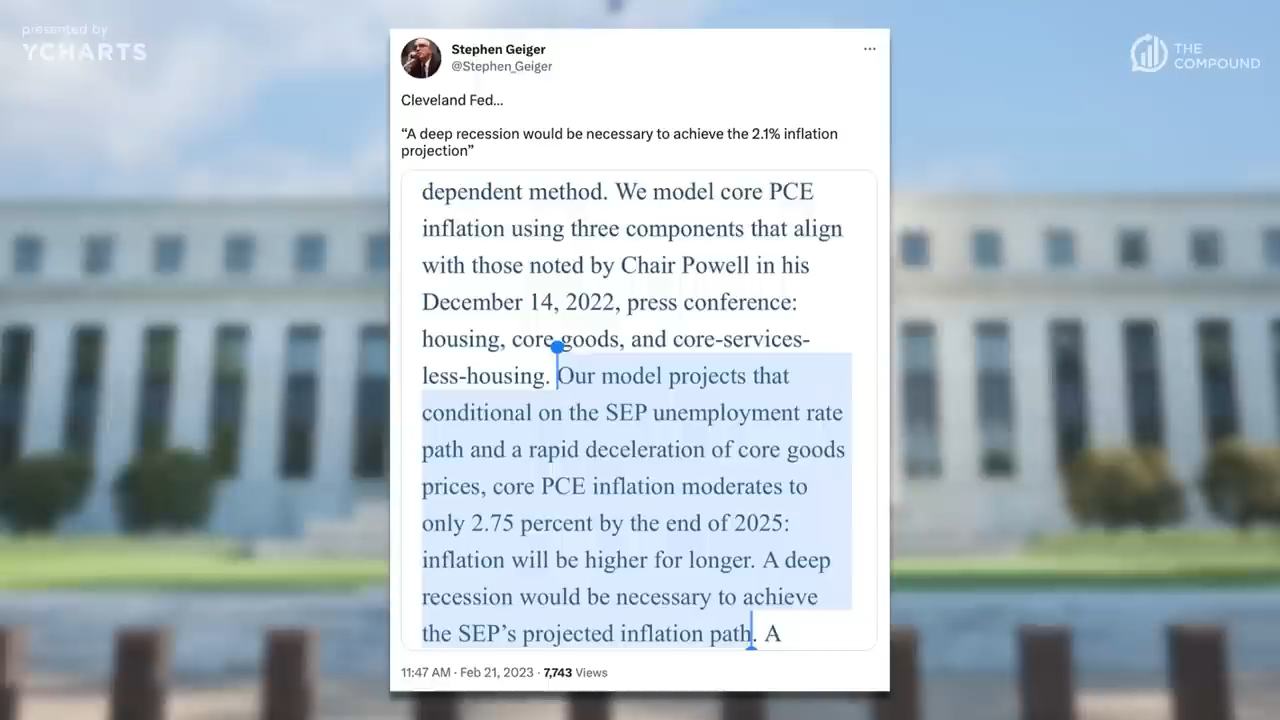 presented by
YCHARTS
THE
COMPOUND
Stephen Geiger
@Stephen_Geiger
Cleveland Fed...
“A deep recession would be necessary to achieve the 2.1% inflation
projection”
dependent method. We model core PCE
inflation using three components that align
with those noted by Chair Powell in his
December 14, 2022, press conference:
housing, core goods, and core-services-
less-housing. Our model projects that
conditional on the SEP unemployment rate
path and a rapid deceleration of core goods
prices, core PCE inflation moderates to
only 2.75 percent by the end of 2025:
inflation will be higher for longer. A deep
recession would be necessary to achieve
the SEP’s projected inflation path. A
11:47 AM · Feb 21, 2023 · 7,743 Views